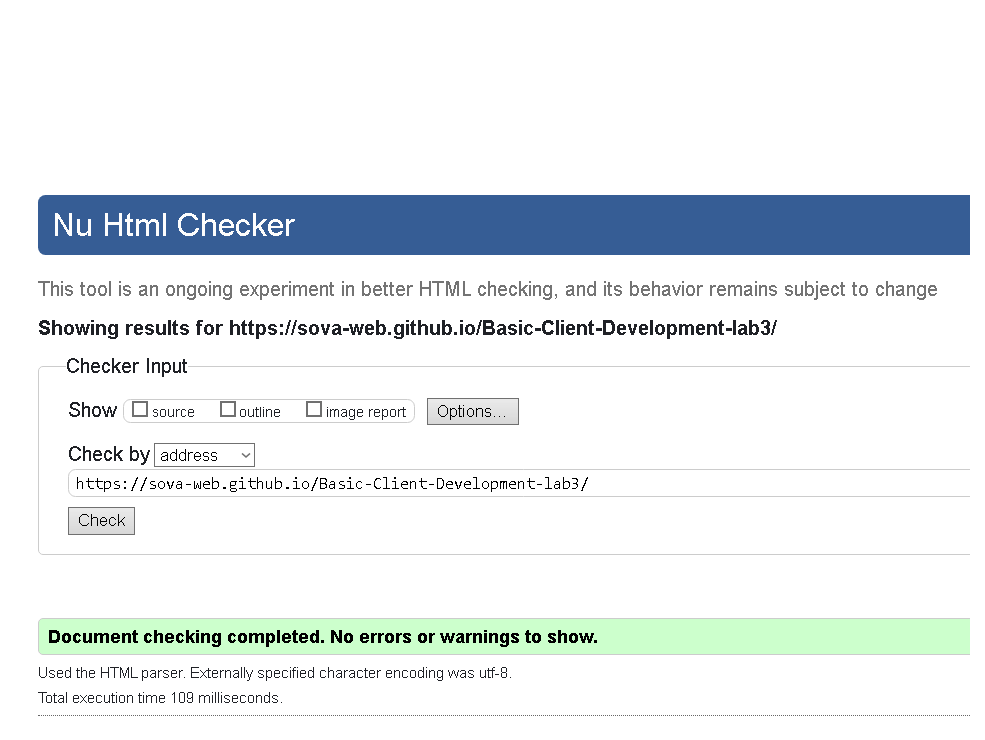 Nu Html Checker
This tool is an ongoing experiment in better HTML checking, and its behavior remains subject to change
Showing results for https://sova-web.github.io/Basic-Client-Development-lab3/
Checker Input
Show source outline image report Options...
Check by address
https://sova-web.github.io/Basic-Client-Development-lab3/
Check
Document checking completed. No errors or warnings to show.
Used the HTML parser. Externally specified character encoding was utf-8.
Total execution time 109 milliseconds.